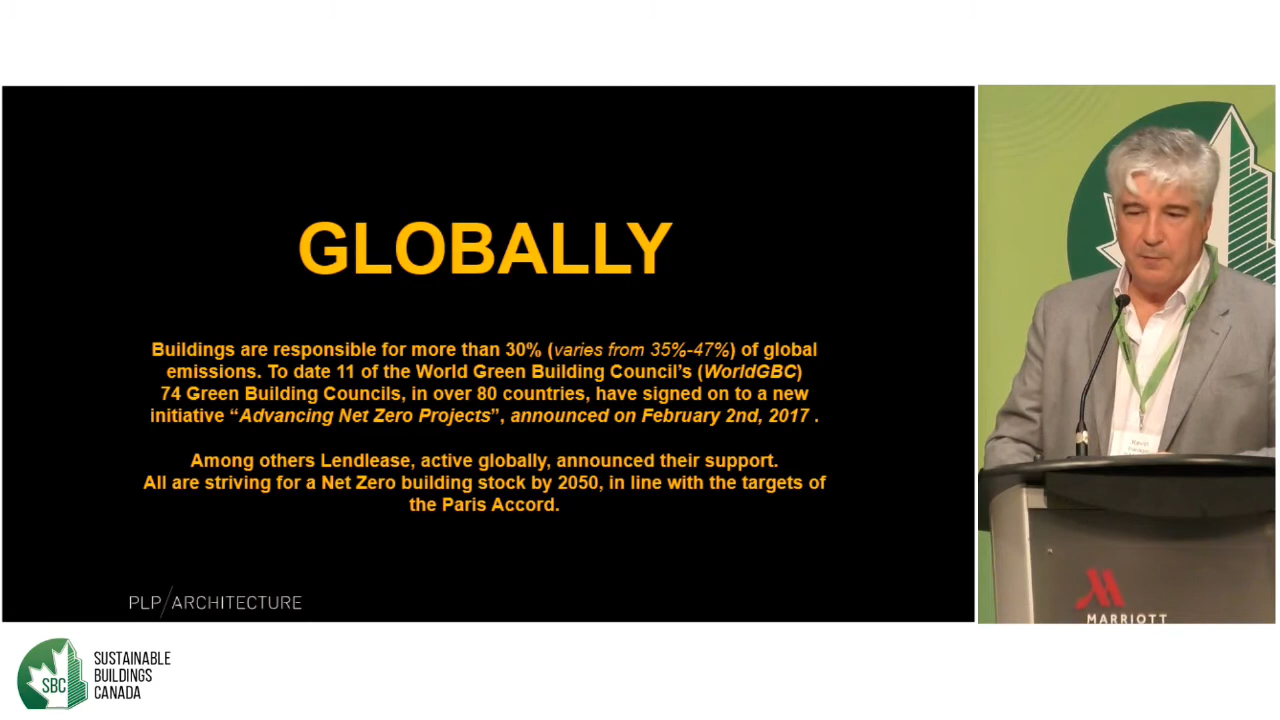 GLOBALLY
Buildings are responsible for more than 30% (varies from 35%-47%) of global
emissions. To date 11 of the World Green Building Council’s (WorldGBC)
74 Green Building Councils, in over 80 countries, have signed on to a new
initiative “Advancing Net Zero Projects”, announced on February 2nd, 2017 .
Among others Lendlease, active globally, announced their support.
All are striving for a Net Zero building stock by 2050, in line with the targets of
the Paris Accord.
PLP/ARCHITECTURE
MARRIOTT
SBC
SUSTAINABLE
BUILDINGS
CANADA